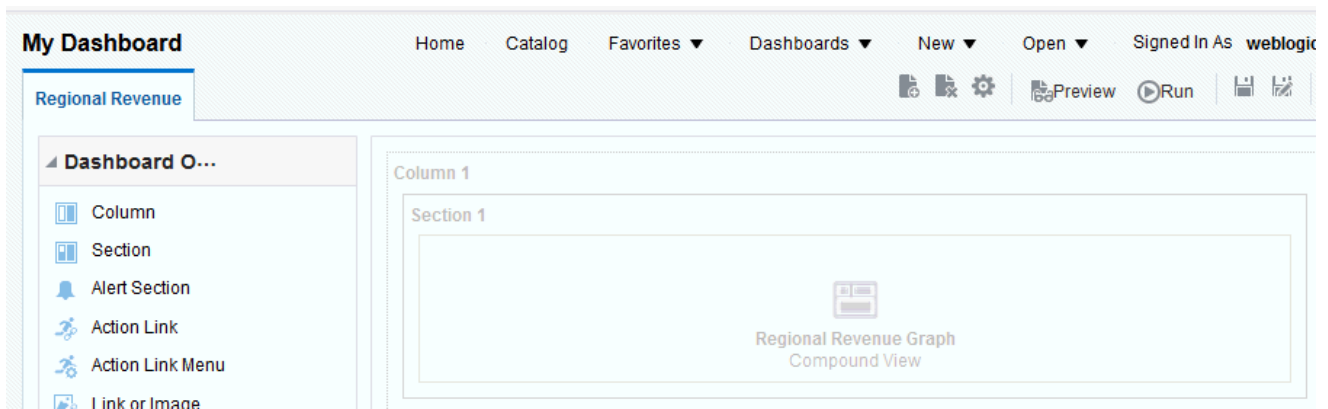 My Dashboard Home Catalog Favorites Dashboards New Open Signed In As weblogic
Regional Revenue Preview Run
Dashboard O...
Column 1
Column
Section 1
Section
Alert Section
Action Link
Regional Revenue Graph
Compound View
Action Link Menu
Link or Image